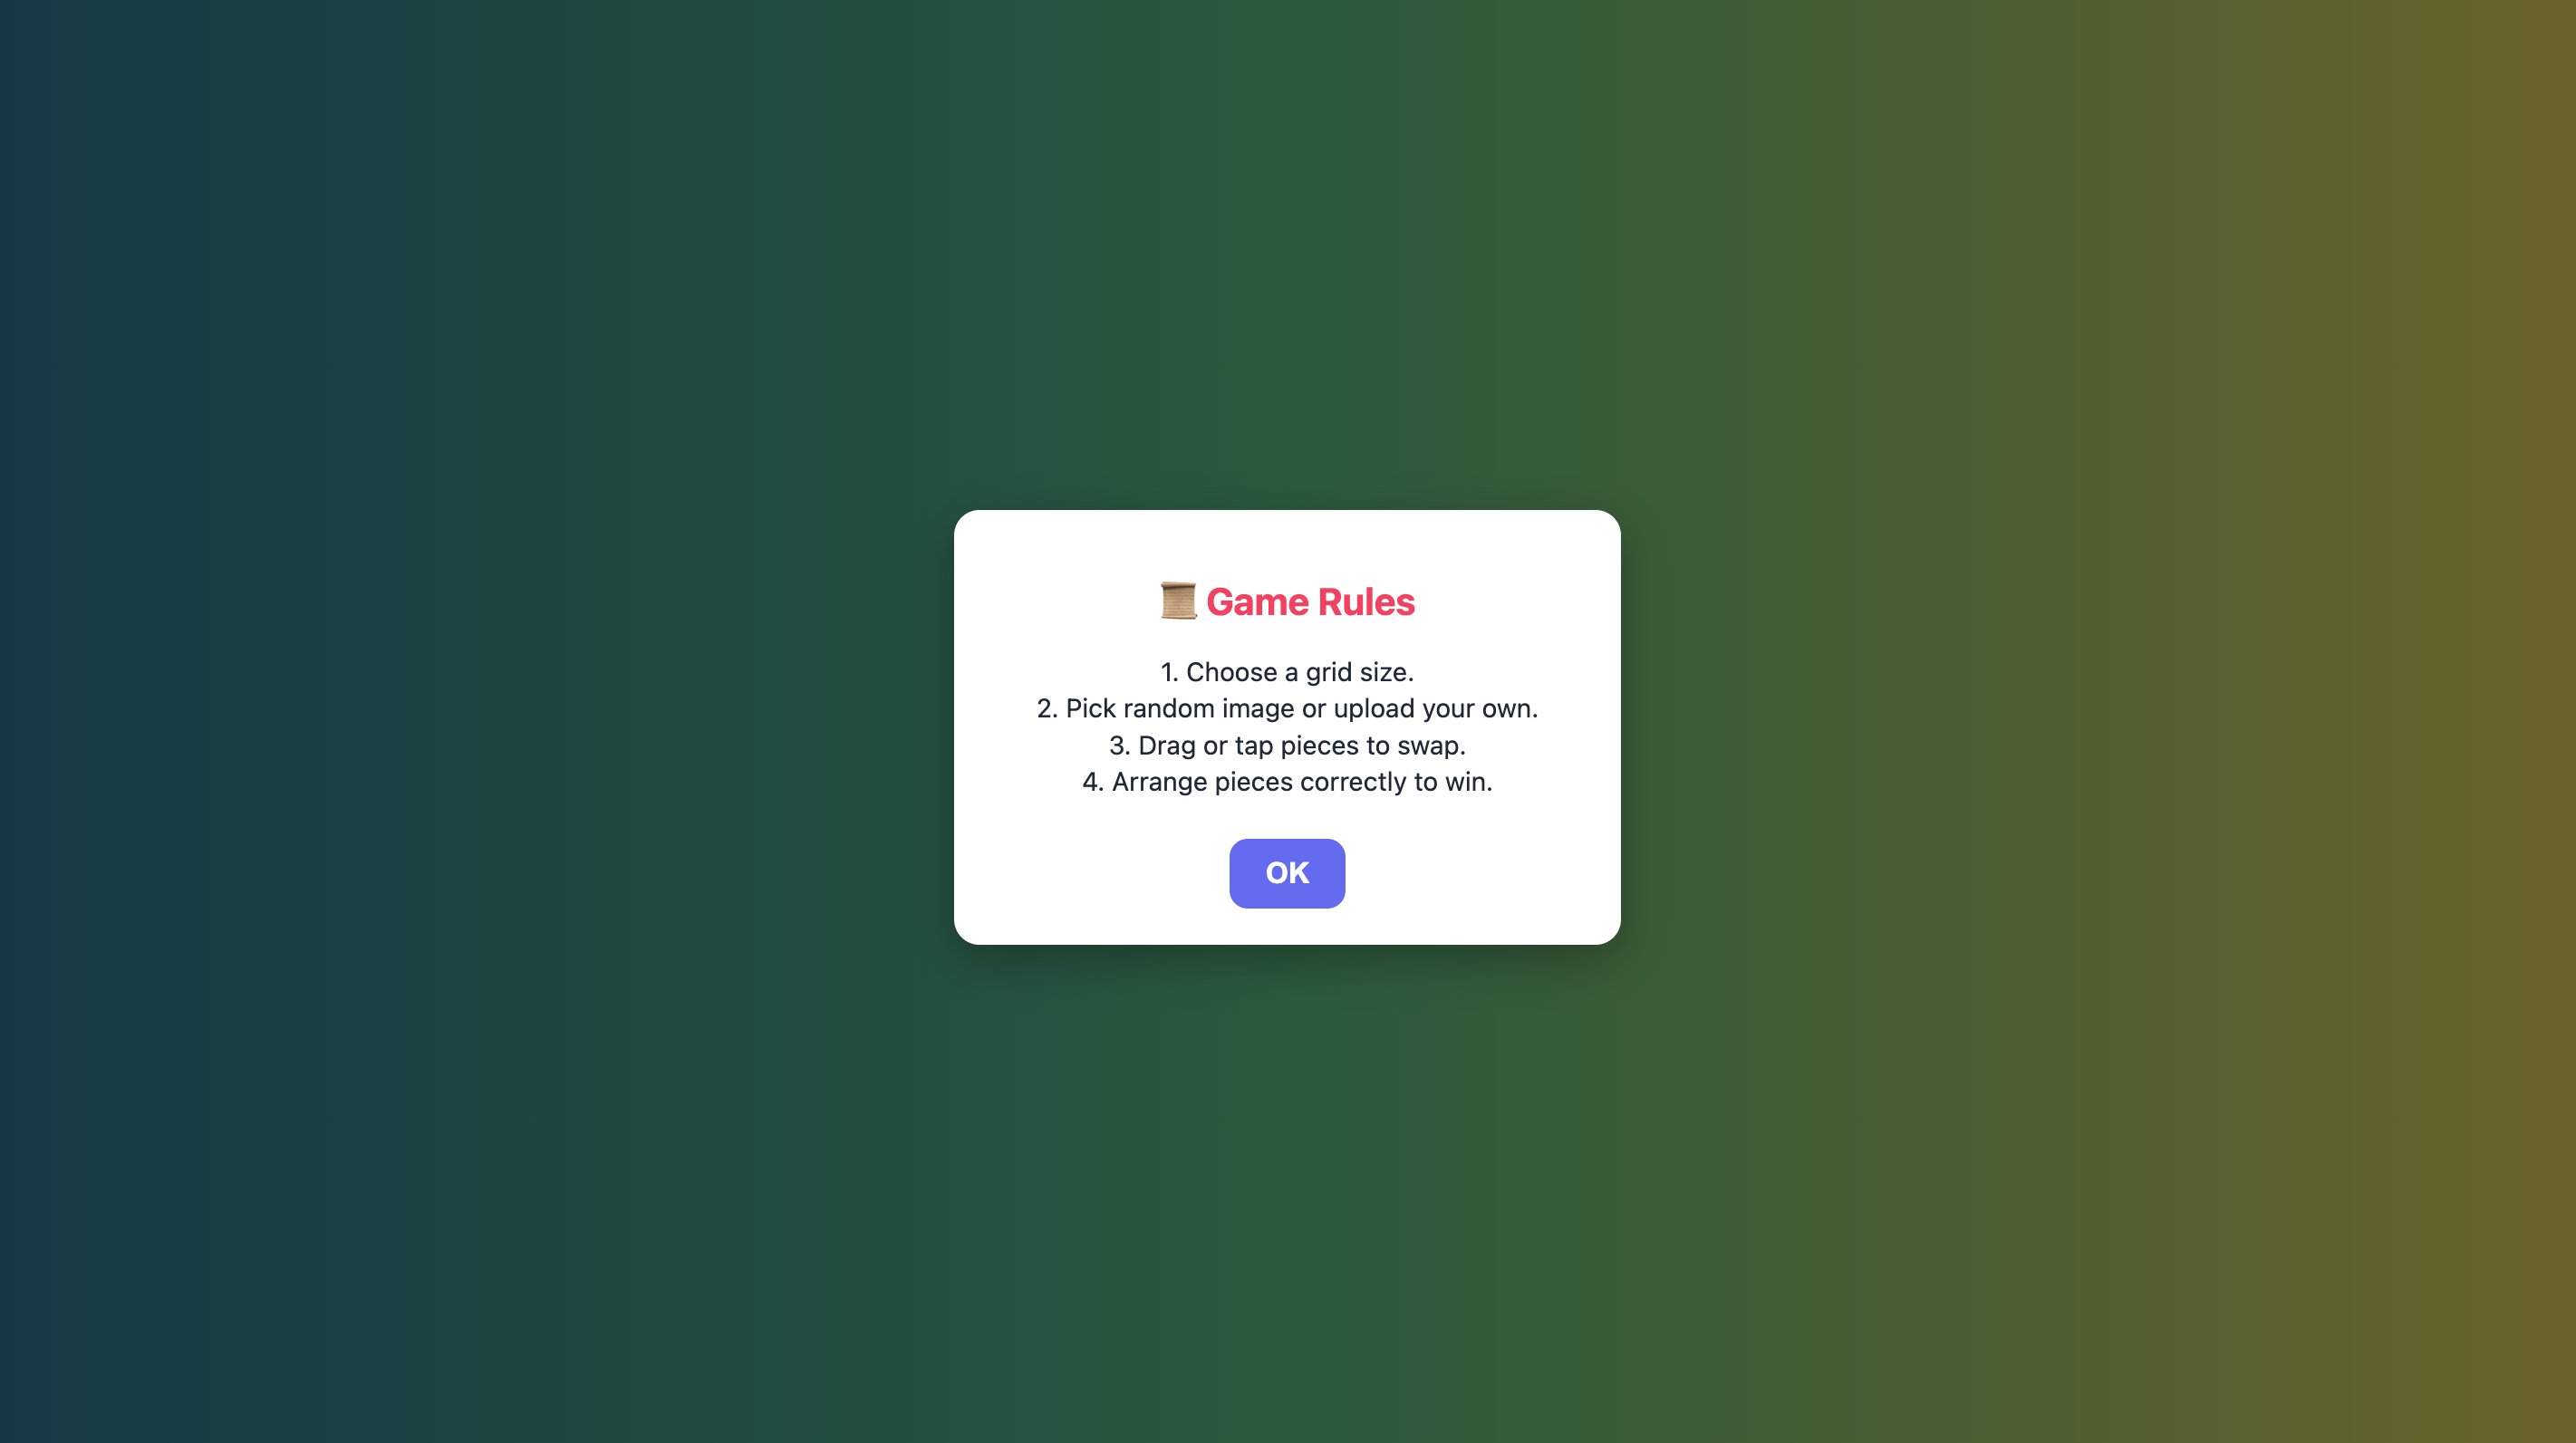 Game Rules
1. Choose a grid size.
2. Pick random image or upload your own.
3. Drag or tap pieces to swap.
4. Arrange pieces correctly to win.
OK